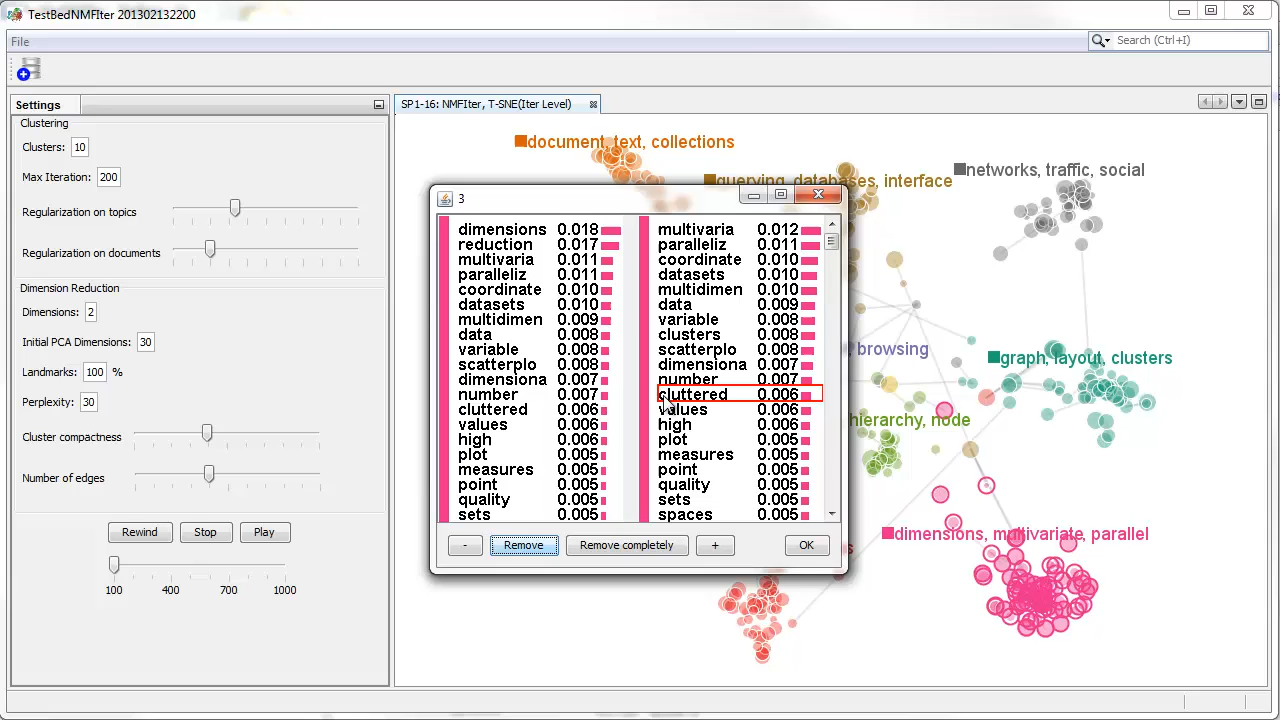 TestBedNMFIter 201302132200
File
Search (Ctrl+I)
Settings
SP1-16: NMFIter, T-SNE(Iter Level)
Clustering
Clusters: 10
Max Iteration: 200
Regularization on topics
Regularization on documents
Dimension Reduction
Dimensions: 2
Initial PCA Dimensions: 30
Landmarks: 100 %
Perplexity: 30
Cluster compactness
Number of edges
Rewind Stop Play
100 400 700 1000
document, text, collections
querying, databases, interface
networks, traffic, social
browsing
graph, layout, clusters
hierarchy, node
dimensions, multivariate, parallel
3
dimensions 0.018
reduction 0.017
multivaria 0.011
paralleliz 0.011
coordinate 0.010
datasets 0.010
multidimen 0.009
data 0.008
variable 0.008
scatterplo 0.008
dimensiona 0.007
number 0.007
cluttered 0.006
values 0.006
high 0.006
plot 0.005
measures 0.005
point 0.005
quality 0.005
sets 0.005
multivaria 0.012
paralleliz 0.011
coordinate 0.010
datasets 0.010
multidimen 0.010
data 0.009
variable 0.008
clusters 0.008
scatterplo 0.008
dimensiona 0.007
number 0.007
cluttered 0.006
values 0.006
high 0.006
plot 0.005
measures 0.005
point 0.005
quality 0.005
sets 0.005
spaces 0.005
- Remove Remove completely + OK